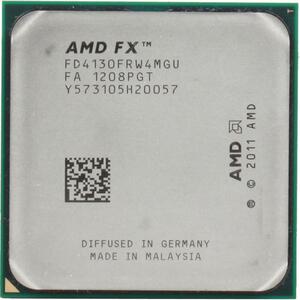 AMD FX™
FD4130FRW4MGU
FA 1208PGT
Y573105H20057
AMD
© 2011 AMD
DIFFUSED IN GERMANY
MADE IN MALAYSIA